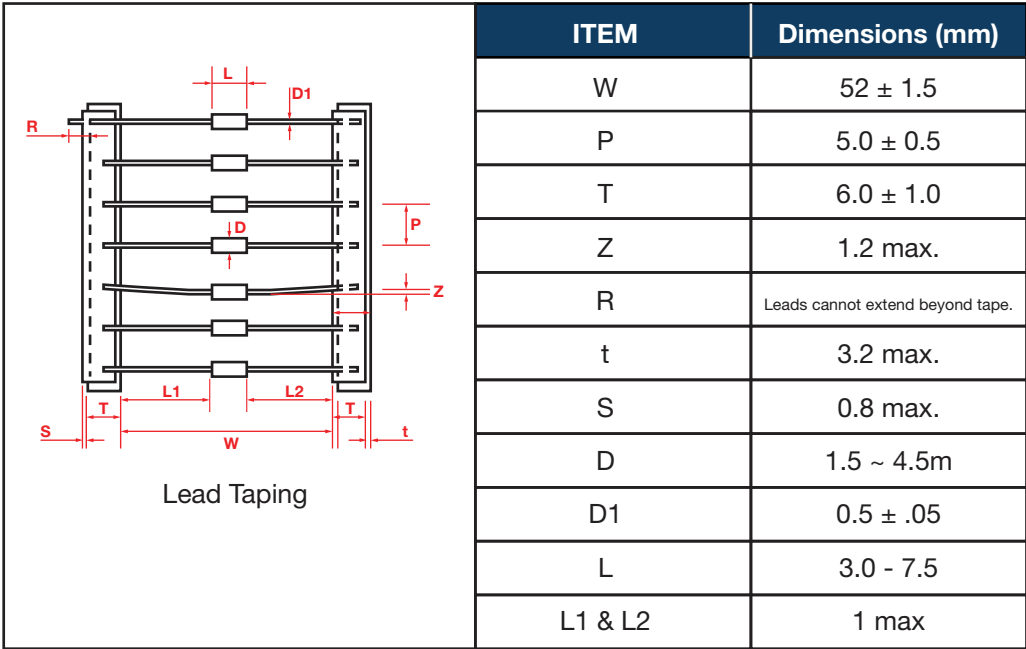 L
D1
R
P
D
Z
L1
L2
T
T
S
W
t
Lead Taping
ITEM Dimensions (mm)
W 52 ± 1.5
P 5.0 ± 0.5
T 6.0 ± 1.0
Z 1.2 max.
R Leads cannot extend beyond tape.
t 3.2 max.
S 0.8 max.
D 1.5 ~ 4.5m
D1 0.5 ± .05
L 3.0 - 7.5
L1 & L2 1 max